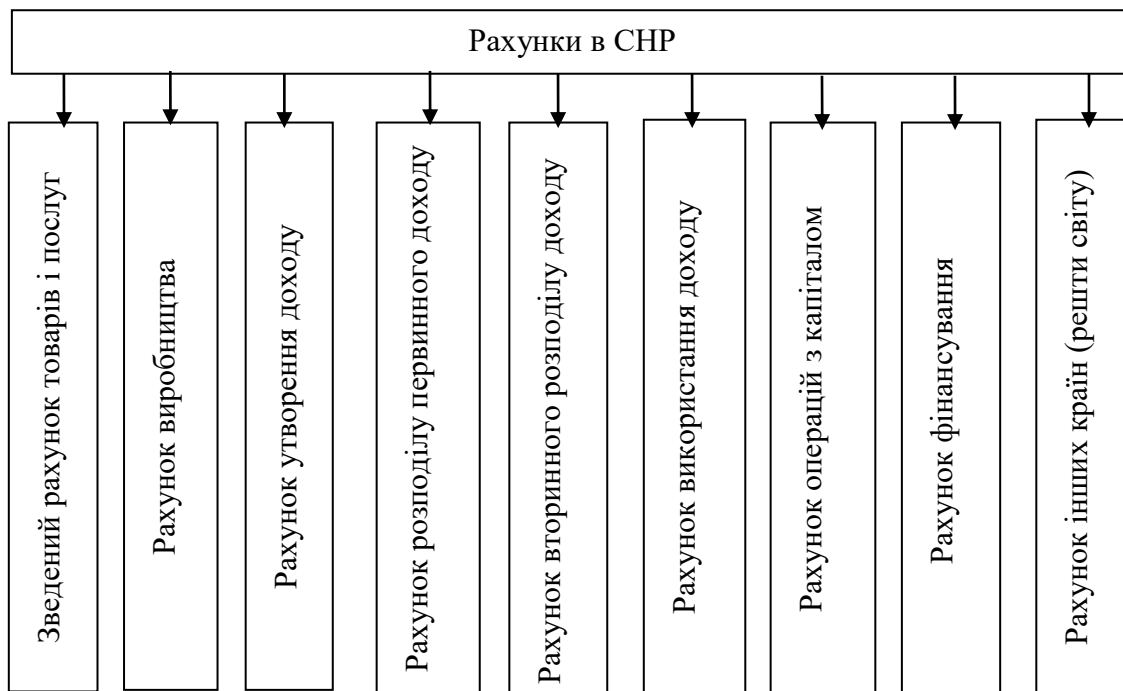 Рахунки в СНР
Зведений рахунок товарів і послуг
Рахунок виробництва
Рахунок утворення доходу
Рахунок розподілу первинного доходу
Рахунок вторинного розподілу доходу
Рахунок використання доходу
Рахунок операцій з капіталом
Рахунок фінансування
Рахунок інших країн (решти світу)